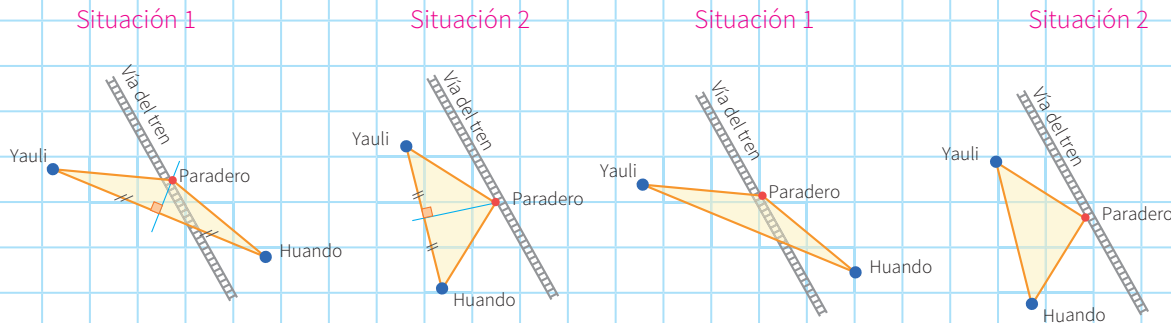 Situación 1
Vía del tren
Yauli
Paradero
Huando
Situación 2
Vía del tren
Yauli
Paradero
Huando
Situación 1
Vía del tren
Yauli
Paradero
Huando
Situación 2
Vía del tren
Yauli
Paradero
Huando